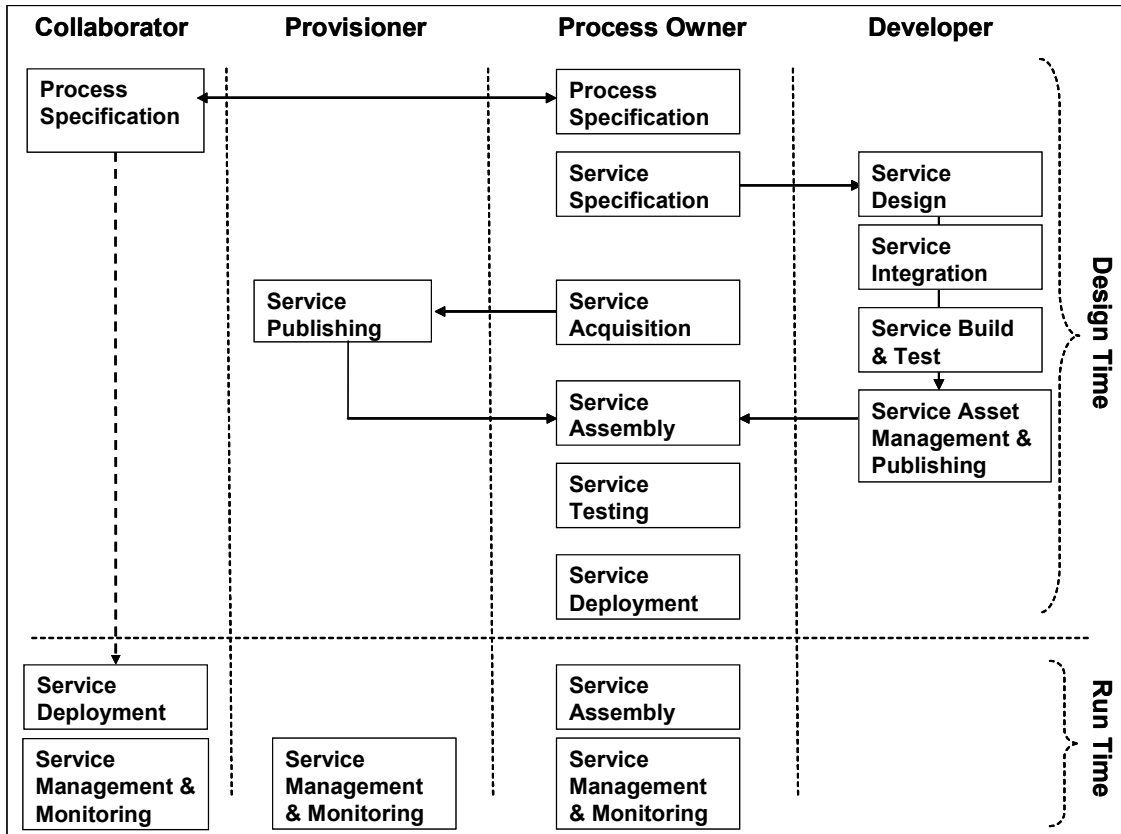 Collaborator
Provisioner
Process Owner
Developer
Process
Specification
Process
Specification
Service
Specification
Service
Design
Service
Integration
Service
Publishing
Service
Acquisition
Service Build
& Test
Service
Assembly
Service Asset
Management &
Publishing
Service
Testing
Service
Deployment
Design Time
Service
Deployment
Service
Assembly
Service
Management &
Monitoring
Service
Management
& Monitoring
Service
Management
& Monitoring
Run Time